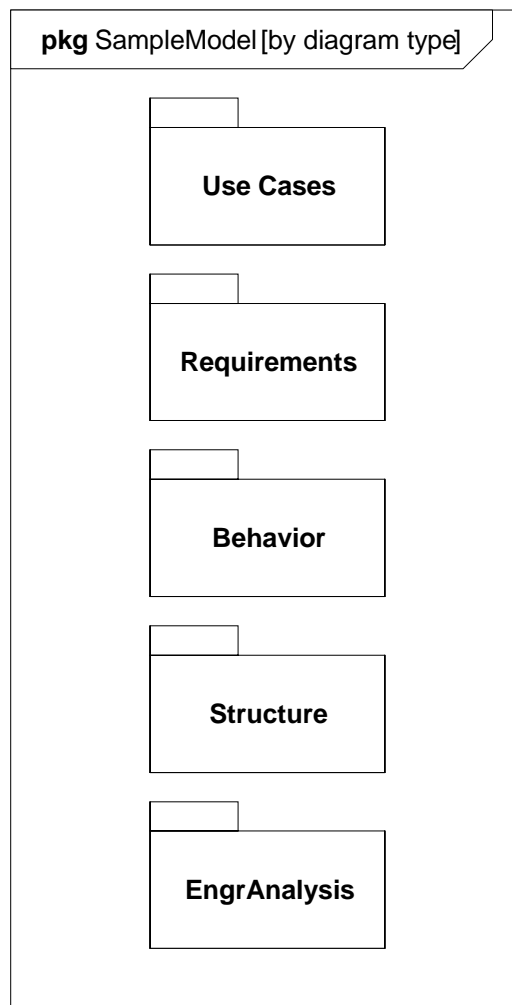 pkg SampleModel [by diagram type]
Use Cases
Requirements
Behavior
Structure
EngrAnalysis